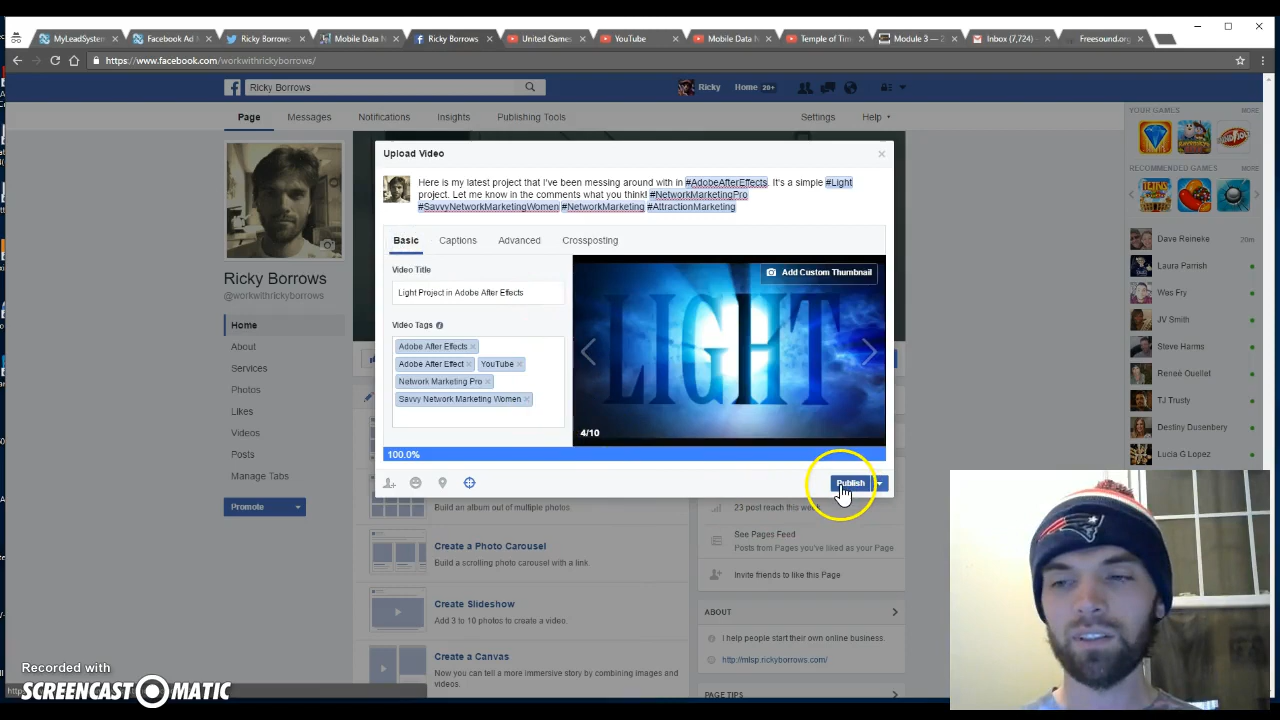 MyLeadSystem
Facebook Ad M
Ricky Borrows
Mobile Data N
Ricky Borrows
United Games
YouTube
Mobile Data N
Temple of Time
Module 3 — 2
Inbox (7,724)
Freesound.org
https://www.facebook.com/workwithrickyborrows/
Ricky Borrows
Ricky
Home 20+
Page
Messages
Notifications
Insights
Publishing Tools
Settings
Help
YOUR GAMES
MORE
RECOMMENDED GAMES
MORE
Upload Video
Here is my latest project that I've been messing around with in #AdobeAfterEffects. It's a simple #Light
project. Let me know in the comments what you think! #NetworkMarketingPro
#SavvyNetworkMarketingWomen #NetworkMarketing #AttractionMarketing
Basic
Captions
Advanced
Crossposting
Video Title
Light Project in Adobe After Effects
Video Tags
Adobe After Effects
Adobe After Effect
YouTube
Network Marketing Pro
Savvy Network Marketing Women
Add Custom Thumbnail
LIGHT
4/10
100.0%
Publish
Ricky Borrows
@workwithrickyborrows
Home
About
Services
Photos
Likes
Videos
Posts
Manage Tabs
Promote
Build an album out of multiple photos.
Create a Photo Carousel
Build a scrolling photo carousel with a link.
Create Slideshow
Add 3 to 10 photos to create a video.
Create a Canvas
Now you can tell a more immersive story by combining images and
videos.
23 post reach this week
See Pages Feed
Posts from Pages you've liked as your Page
Invite friends to like this Page
ABOUT
I help people start their own online business.
http://mlsp.rickyborrows.com/
PAGE TIPS
Dave Reineke
20m
Laura Parrish
Wes Fry
JV Smith
Steve Harms
Reneé Ouellet
TJ Trusty
Destiny Dusenbery
Lucia G Lopez
Recorded with
SCREENCAST-O-MATIC